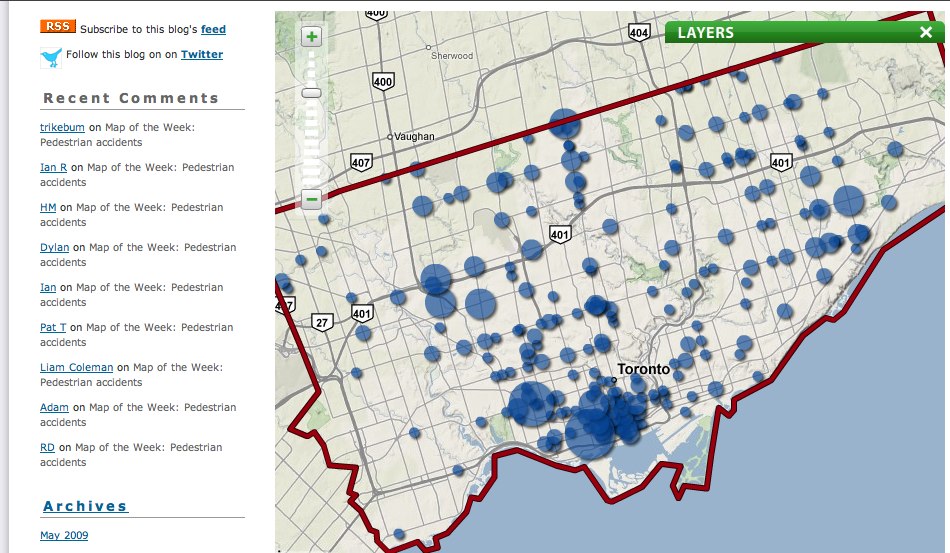 RSS Subscribe to this blog's feed
Follow this blog on on Twitter
Recent Comments
trikebum on Map of the Week:
Pedestrian accidents
Ian R on Map of the Week: Pedestrian
accidents
HM on Map of the Week: Pedestrian
accidents
Dylan on Map of the Week: Pedestrian
accidents
Ian on Map of the Week: Pedestrian
accidents
Pat T on Map of the Week: Pedestrian
accidents
Liam Coleman on Map of the Week:
Pedestrian accidents
Adam on Map of the Week: Pedestrian
accidents
RD on Map of the Week: Pedestrian
accidents
Archives
May 2009
LAYERS
400
404
Sherwood
400
Vaughan
407
401
401
27
401
Toronto